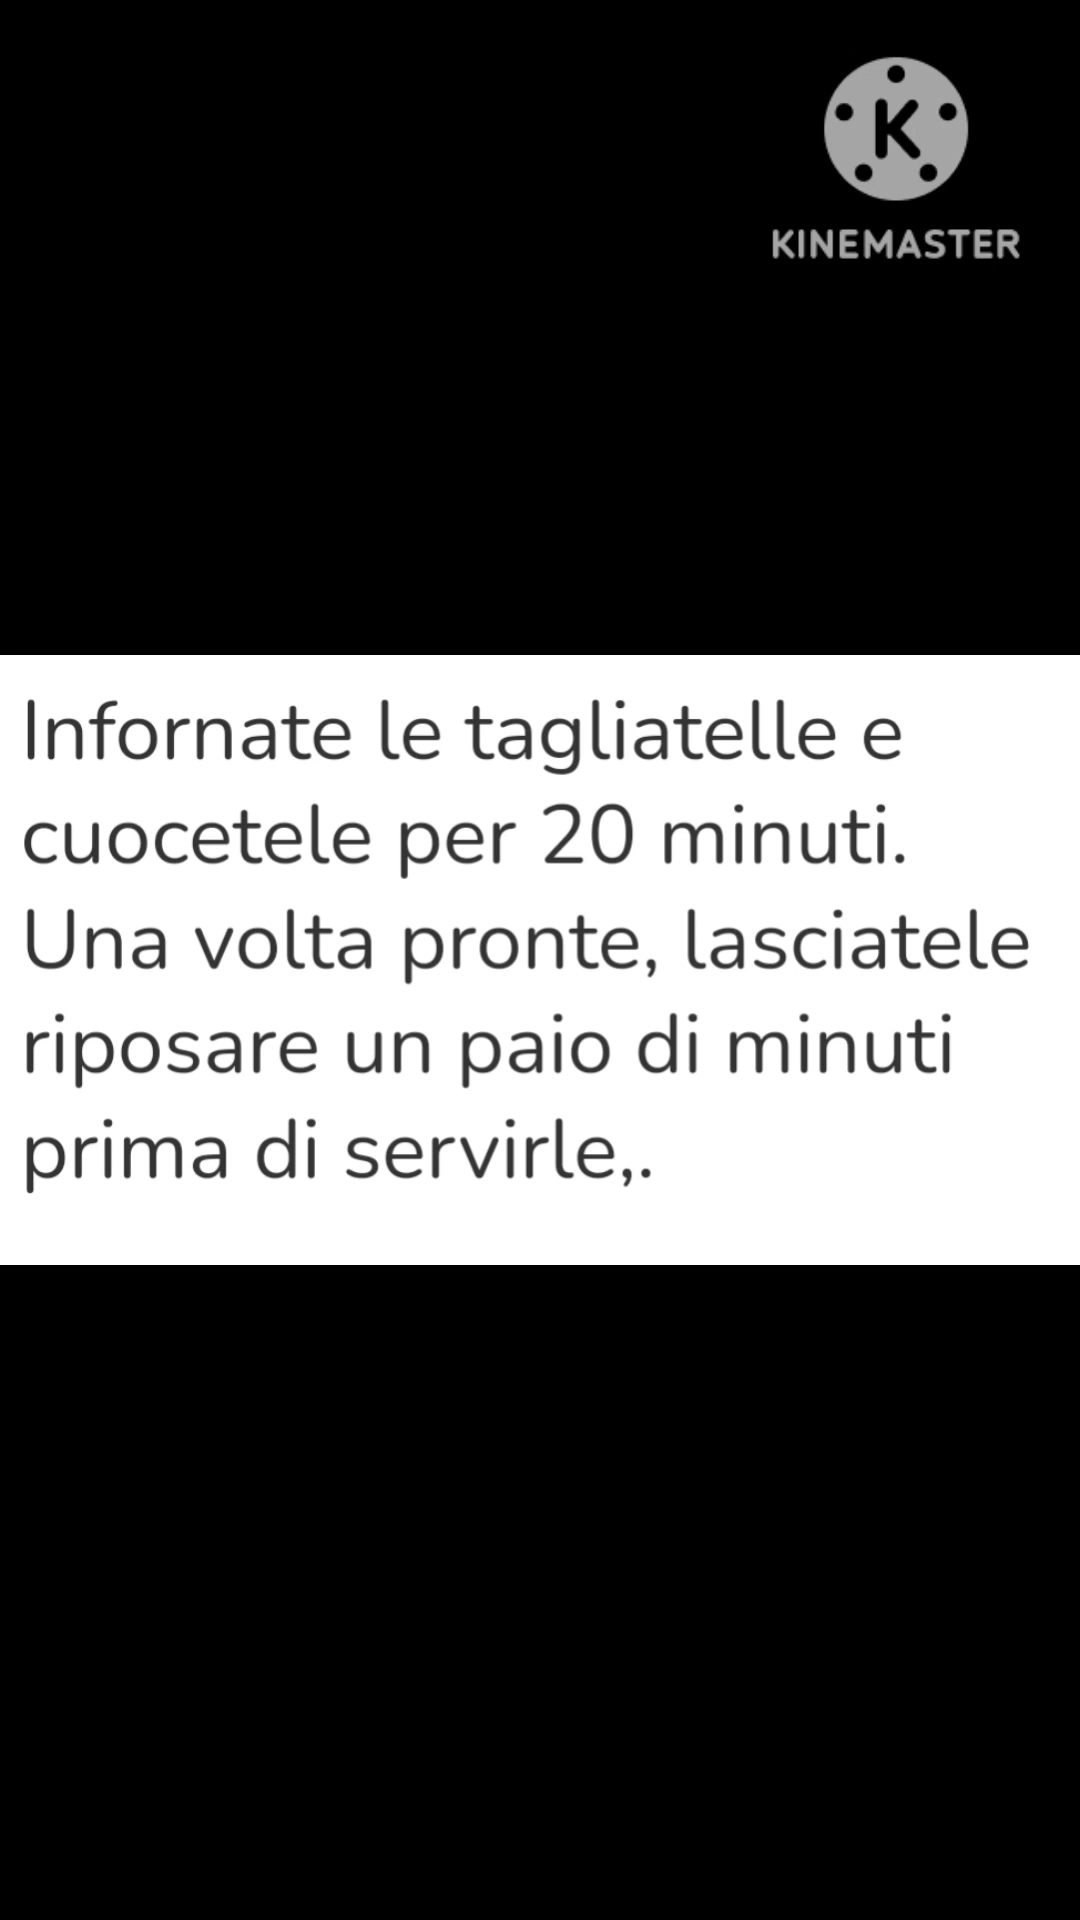 K
KINEMASTER
Infornate le tagliatelle e
cuocetele per 20 minuti.
Una volta pronte, lasciatele
riposare un paio di minuti
prima di servirle,.